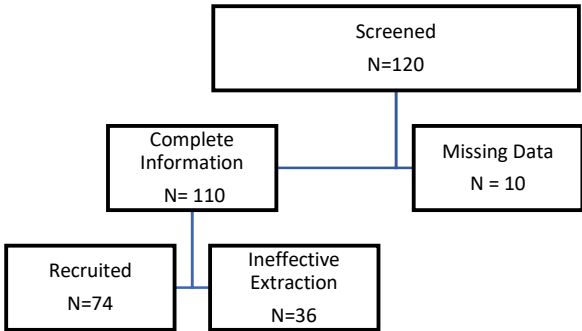 Screened
N=120
Complete
Information
N= 110
Missing Data
N = 10
Recruited
N=74
Ineffective
Extraction
N=36